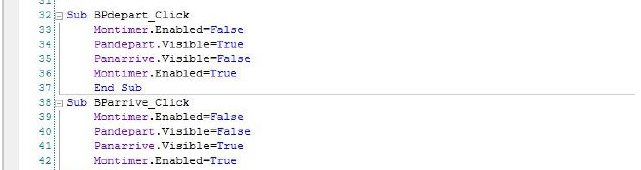 32 Sub BPdepart_Click
33 Montimer.Enabled=False
34 Pandepart.Visible=True
35 Panarrive.Visible=False
36 Montimer.Enabled=True
37 End Sub
38 Sub BParrive_Click
39 Montimer.Enabled=False
40 Pandepart.Visible=False
41 Panarrive.Visible=True
42 Montimer.Enabled=True